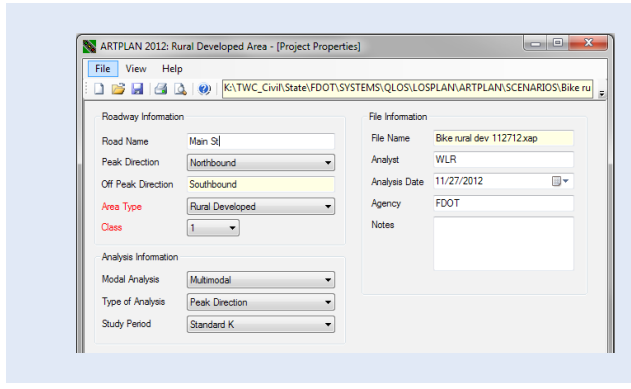 ARTPLAN 2012: Rural Developed Area - [Project Properties]
File View Help
K:\TWC_Civil\State\FDOT\SYSTEMS\QLOS\LOSPLAN\ARTPLAN\SCENARIOS\Bike ru
Roadway Information
Road Name Main St
Peak Direction Northbound
Off Peak Direction Southbound
Area Type Rural Developed
Class 1
Analysis Information
Modal Analysis Multimodal
Type of Analysis Peak Direction
Study Period Standard K
File Information
File Name Bike rural dev 112712.xap
Analyst WLR
Analysis Date 11/27/2012
Agency FDOT
Notes